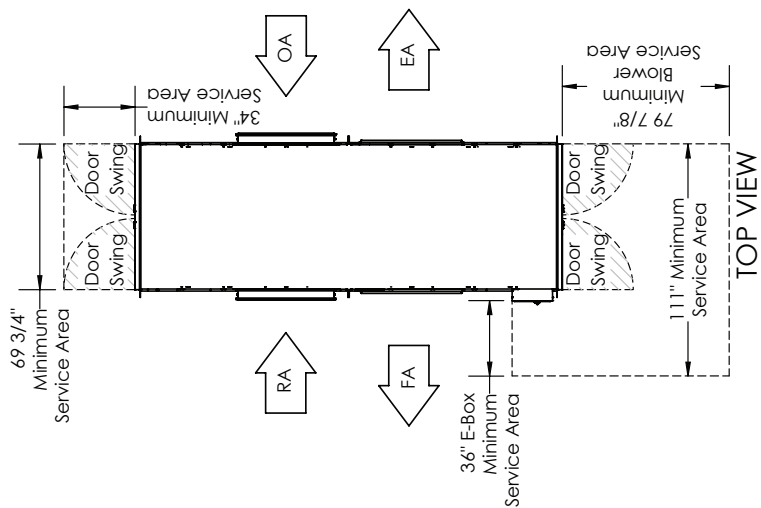 69 3/4"
Minimum
Service Area
34" Minimum
Service Area
Door
Swing
Door
Swing
OA
EA
RA
FA
36" E-Box
Minimum
Service Area
Door
Swing
Door
Swing
79 7/8"
Minimum
Blower
Service Area
111" Minimum
Service Area
TOP VIEW